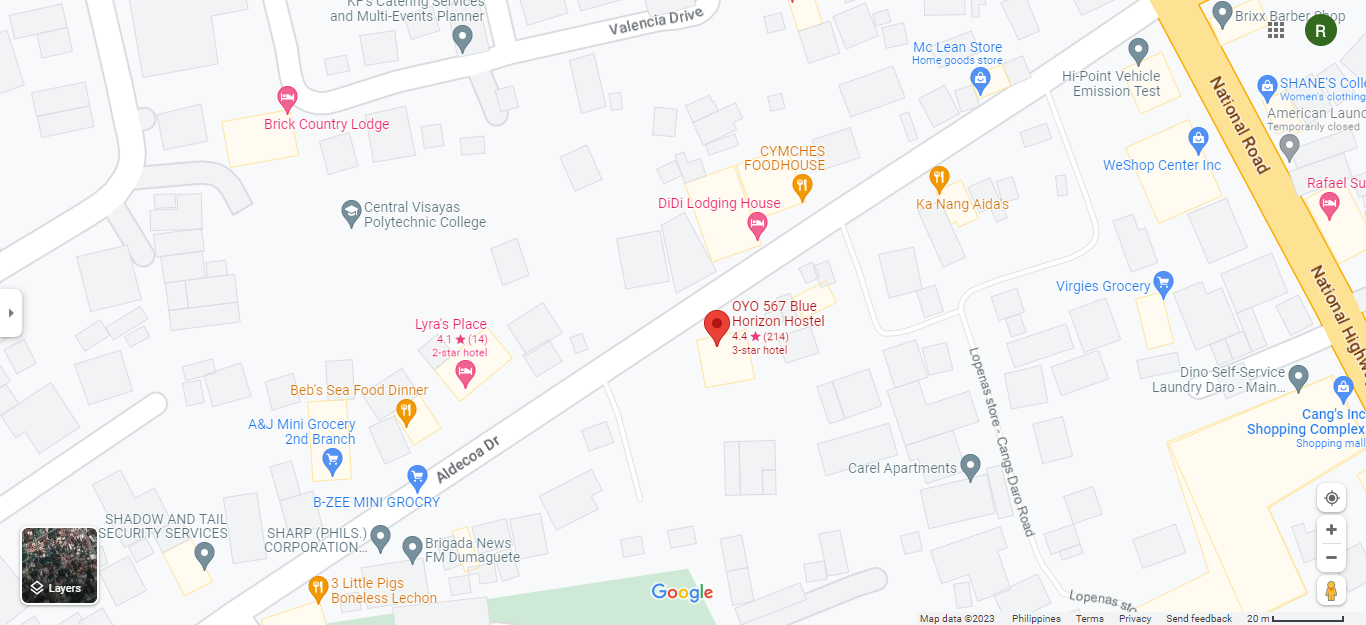 KP's Catering Services
and Multi-Events Planner
Valencia Drive
Brixx Barber Shop
R
Mc Lean Store
Home goods store
Hi-Point Vehicle
Emission Test
National Road
SHANE'S Colle
Women's clothing
American Laund
Temporarily closed
Brick Country Lodge
CYMCHES
FOODHOUSE
WeShop Center Inc
Rafael Su
DiDi Lodging House
Ka Nang Aida's
Central Visayas
Polytechnic College
Virgies Grocery
National Highw
OYO 567 Blue
Horizon Hostel
4.4 ★ (214)
3-star hotel
Lyra's Place
4.1 ★ (14)
2-star hotel
Lopenas store - Cangs Daro Road
Dino Self-Service
Laundry Daro - Main...
Beb's Sea Food Dinner
A&J Mini Grocery
2nd Branch
Cang's Inc
Shopping Complex
Shopping mall
Aldecoa Dr
Carel Apartments
B-ZEE MINI GROCRY
SHADOW AND TAIL
SECURITY SERVICES
SHARP (PHILS.)
CORPORATION...
Brigada News
FM Dumaguete
3 Little Pigs
Boneless Lechon
Layers
Google
Lopenas sto
Map data ©2023 Philippines Terms Privacy Send feedback 20 m